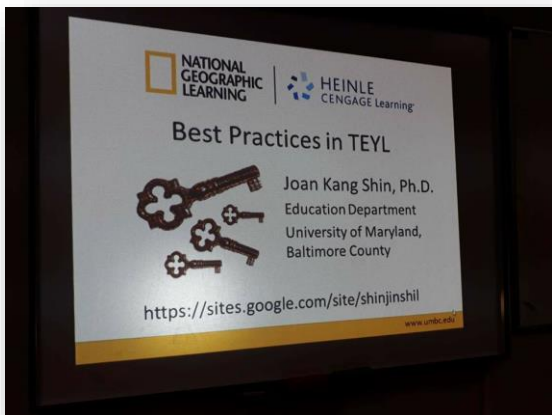 NATIONAL
GEOGRAPHIC
LEARNING
HEINLE
CENGAGE Learning
Best Practices in TEYL
Joan Kang Shin, Ph.D.
Education Department
University of Maryland,
Baltimore County
https://sites.google.com/site/shinjinshil
www.umbc.edu